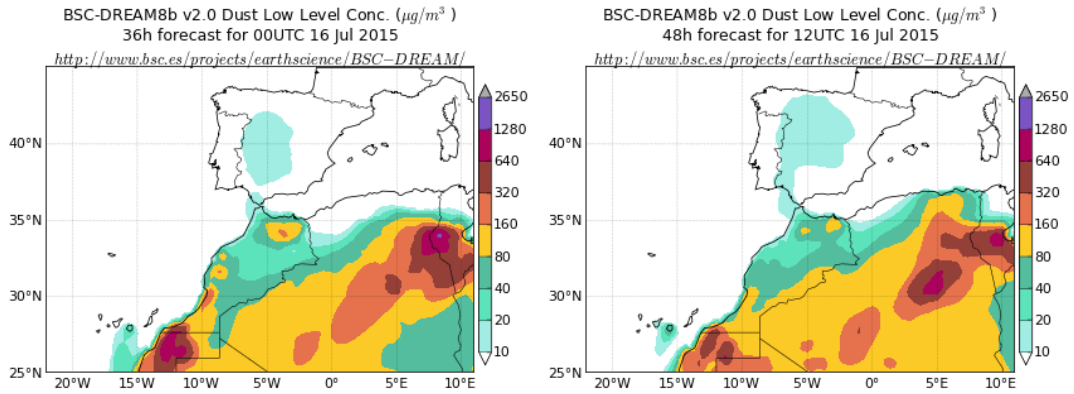 BSC-DREAM8b v2.0 Dust Low Level Conc. (μg/m³ )
36h forecast for 00UTC 16 Jul 2015
http://www.bsc.es/projects/earthscience/BSC−DREAM/
40°N
35°N
30°N
25°N
20°W 15°W 10°W 5°W 0° 5°E 10°E
2650
1280
640
320
160
80
40
20
10
BSC-DREAM8b v2.0 Dust Low Level Conc. (μg/m³ )
48h forecast for 12UTC 16 Jul 2015
http://www.bsc.es/projects/earthscience/BSC−DREAM/
40°N
35°N
30°N
25°N
20°W 15°W 10°W 5°W 0° 5°E 10°E
2650
1280
640
320
160
80
40
20
10